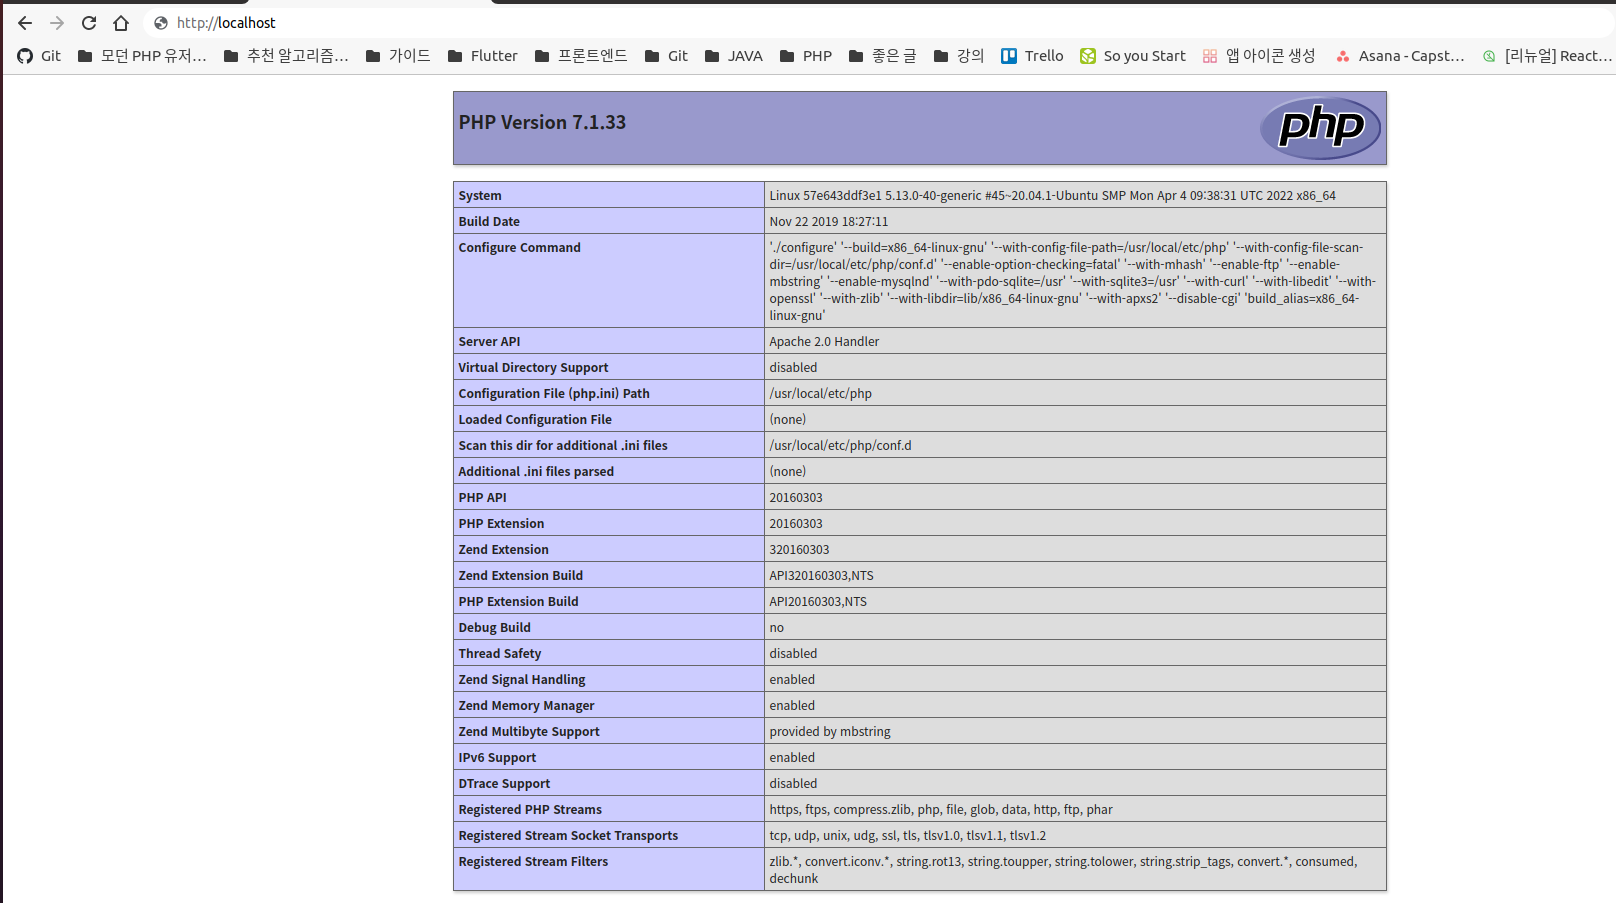 http://localhost
Git 모던 PHP 유저... 추천 알고리즘... 가이드 Flutter 프론트엔드 Git JAVA PHP 좋은 글 강의 Trello So you Start 앱 아이콘 생성 Asana - Capst... [리뉴얼] React...
PHP Version 7.1.33
php
System Linux 57e643ddf3e1 5.13.0-40-generic #45~20.04.1-Ubuntu SMP Mon Apr 4 09:38:31 UTC 2022 x86_64
Build Date Nov 22 2019 18:27:11
Configure Command './configure' '--build=x86_64-linux-gnu' '--with-config-file-path=/usr/local/etc/php' '--with-config-file-scan-
dir=/usr/local/etc/php/conf.d' '--enable-option-checking=fatal' '--with-mhash' '--enable-ftp' '--enable-
mbstring' '--enable-mysqlnd' '--with-pdo-sqlite=/usr' '--with-sqlite3=/usr' '--with-curl' '--with-libedit' '--with-
openssl' '--with-zlib' '--with-libdir=lib/x86_64-linux-gnu' '--with-apxs2' '--disable-cgi' 'build_alias=x86_64-
linux-gnu'
Server API Apache 2.0 Handler
Virtual Directory Support disabled
Configuration File (php.ini) Path /usr/local/etc/php
Loaded Configuration File (none)
Scan this dir for additional .ini files /usr/local/etc/php/conf.d
Additional .ini files parsed (none)
PHP API 20160303
PHP Extension 20160303
Zend Extension 320160303
Zend Extension Build API320160303,NTS
PHP Extension Build API20160303,NTS
Debug Build no
Thread Safety disabled
Zend Signal Handling enabled
Zend Memory Manager enabled
Zend Multibyte Support provided by mbstring
IPv6 Support enabled
DTrace Support disabled
Registered PHP Streams https, ftps, compress.zlib, php, file, glob, data, http, ftp, phar
Registered Stream Socket Transports tcp, udp, unix, udg, ssl, tls, tlsv1.0, tlsv1.1, tlsv1.2
Registered Stream Filters zlib.*, convert.iconv.*, string.rot13, string.toupper, string.tolower, string.strip_tags, convert.*, consumed,
dechunk